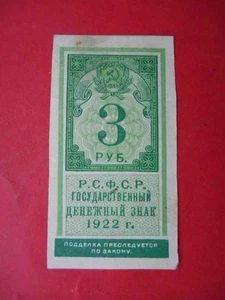 3
РУБ.
Р.С.Ф.С.Р.
ГОСУДАРСТВЕННЫЙ
ДЕНЕЖНЫЙ ЗНАК
1922 г.
ПОДДЕЛКА ПРЕСЛЕДУЕТСЯ
ПО ЗАКОНУ.